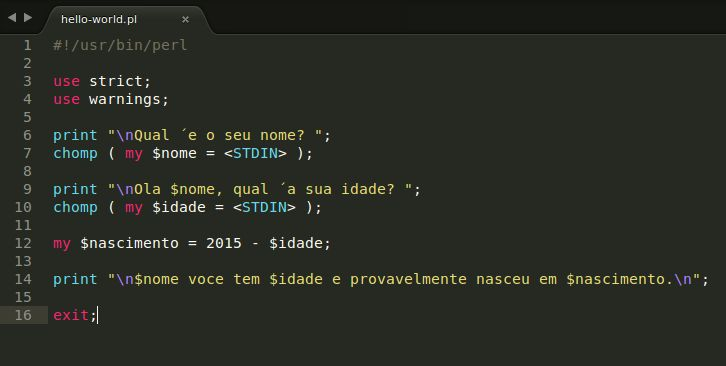 hello-world.pl ×
1 #!/usr/bin/perl
2
3 use strict;
4 use warnings;
5
6 print "\nQual ´e o seu nome? ";
7 chomp ( my $nome = <STDIN> );
8
9 print "\nOla $nome, qual ´a sua idade? ";
10 chomp ( my $idade = <STDIN> );
11
12 my $nascimento = 2015 - $idade;
13
14 print "\n$nome voce tem $idade e provavelmente nasceu em $nascimento.\n";
15
16 exit;